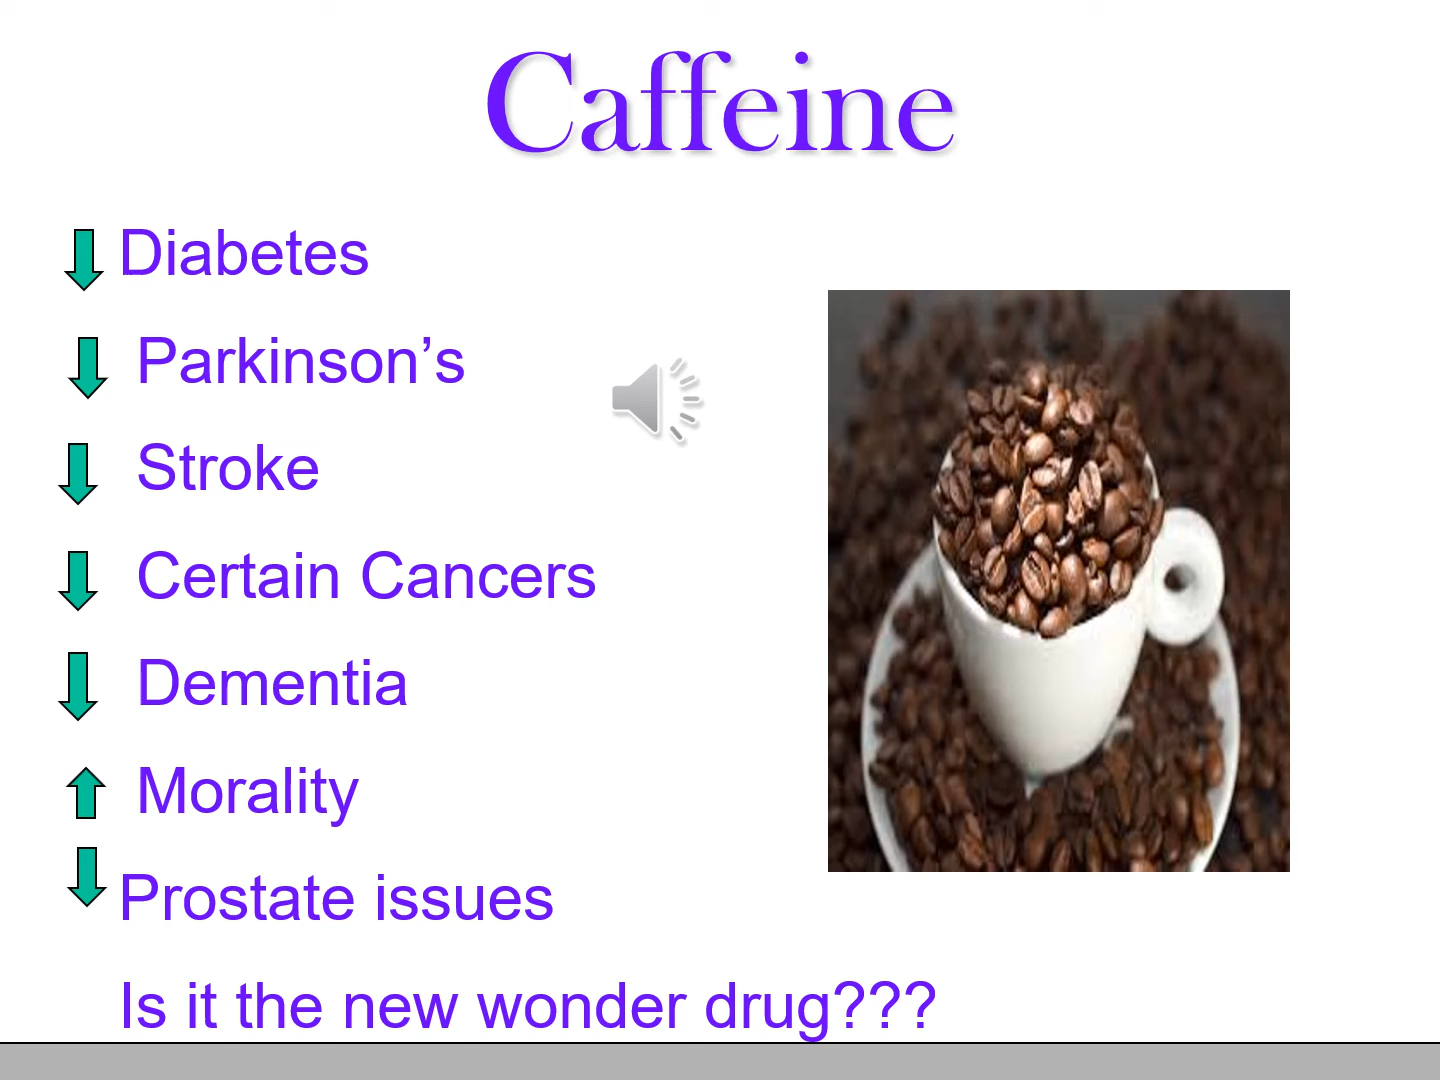 Caffeine
Diabetes
Parkinson’s
Stroke
Certain Cancers
Dementia
Morality
Prostate issues
Is it the new wonder drug???